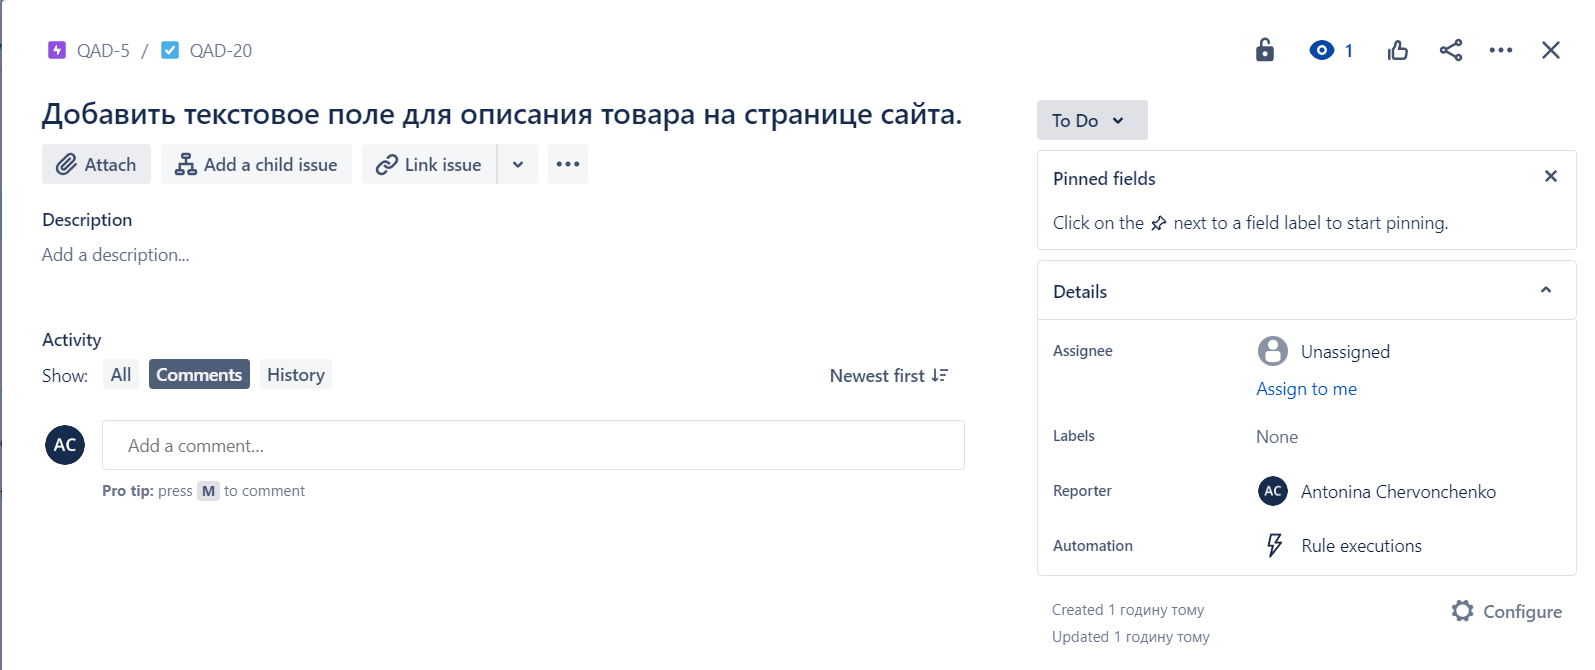 QAD-5 / QAD-20
1
Добавить текстовое поле для описания товара на странице сайта.
Attach
Add a child issue
Link issue
Description
Add a description...
Activity
Show: All Comments History
Newest first
AC
Add a comment...
Pro tip: press M to comment
To Do
Pinned fields
Click on the next to a field label to start pinning.
Details
Assignee
Unassigned
Assign to me
Labels
None
Reporter
AC Antonina Chervonchenko
Automation
Rule executions
Created 1 годину тому
Updated 1 годину тому
Configure